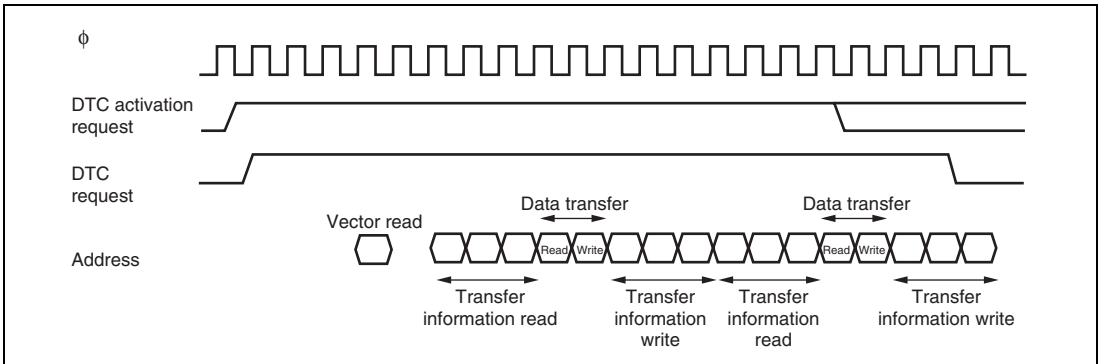 ϕ
DTC activation
request
DTC
request
Data transfer
Data transfer
Vector read
Address
Read
Write
Read
Write
Transfer
information read
Transfer
information
write
Transfer
information
read
Transfer
information write